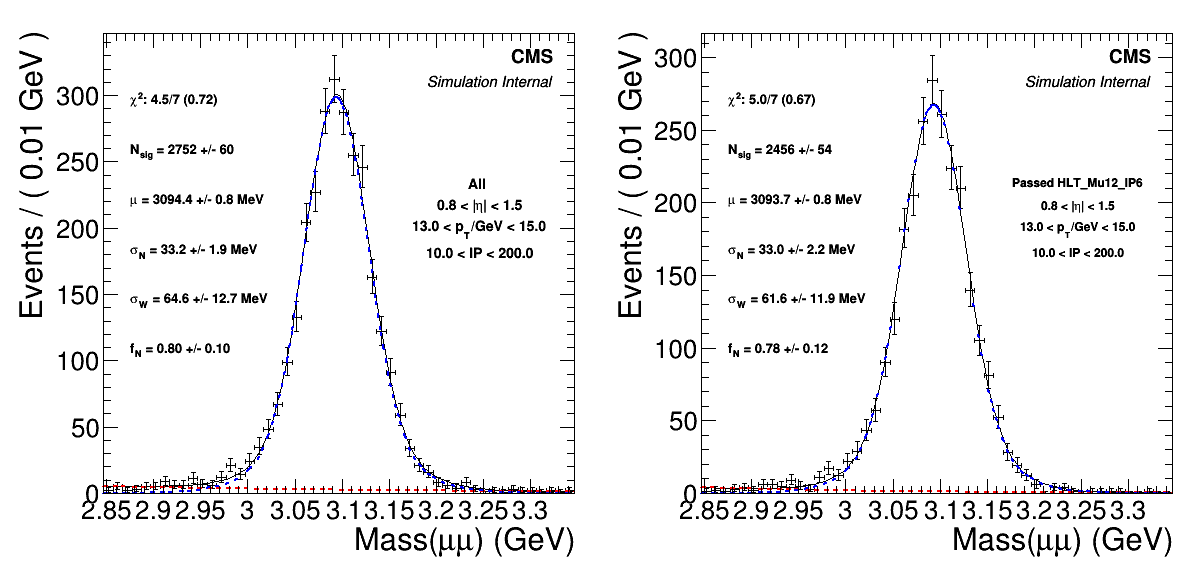 Events / ( 0.01 GeV )
300
250
200
150
100
50
0
CMS
Simulation Internal
χ²: 4.5/7 (0.72)
N_sig = 2752 +/- 60
μ = 3094.4 +/- 0.8 MeV
σ_N = 33.2 +/- 1.9 MeV
σ_W = 64.6 +/- 12.7 MeV
f_N = 0.80 +/- 0.10
All
0.8 < |η| < 1.5
13.0 < p_T/GeV < 15.0
10.0 < IP < 200.0
2.85 2.9 2.95 3 3.05 3.1 3.15 3.2 3.25 3.3
Mass(μμ) (GeV)
Events / ( 0.01 GeV )
300
250
200
150
100
50
0
CMS
Simulation Internal
χ²: 5.0/7 (0.67)
N_sig = 2456 +/- 54
μ = 3093.7 +/- 0.8 MeV
σ_N = 33.0 +/- 2.2 MeV
σ_W = 61.6 +/- 11.9 MeV
f_N = 0.78 +/- 0.12
Passed HLT_Mu12_IP6
0.8 < |η| < 1.5
13.0 < p_T/GeV < 15.0
10.0 < IP < 200.0
2.85 2.9 2.95 3 3.05 3.1 3.15 3.2 3.25 3.3
Mass(μμ) (GeV)